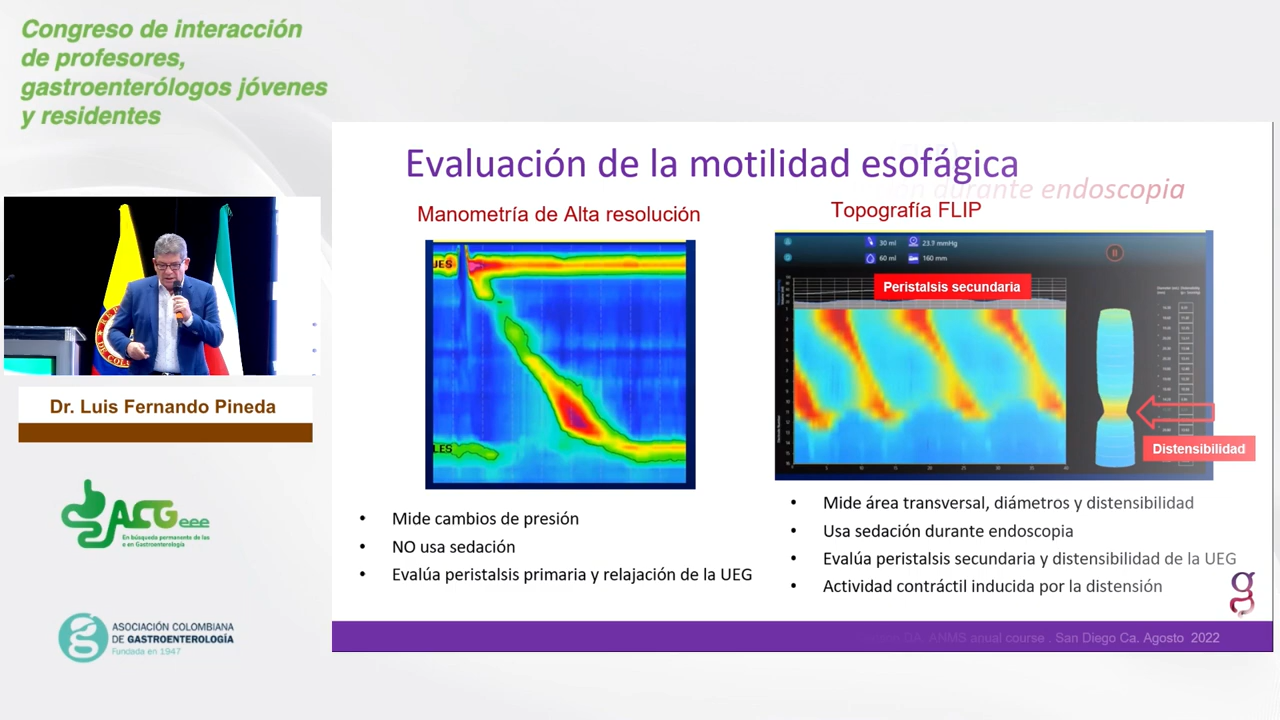 Congreso de interacción
de profesores,
gastroenterólogos jóvenes
y residentes
Dr. Luis Fernando Pineda
ACGeee
En búsqueda permanente de las
e en Gastroenterología
ASOCIACIÓN COLOMBIANA
DE GASTROENTEROLOGÍA
Fundada en 1947
Evaluación de la motilidad esofágica
durante endoscopia
Manometría de Alta resolución
UES
LES
• Mide cambios de presión
• NO usa sedación
• Evalúa peristalsis primaria y relajación de la UEG
Topografía FLIP
30 ml
23.7 mmHg
60 ml
160 mm
Peristalsis secundaria
Distensibilidad
• Mide área transversal, diámetros y distensibilidad
• Usa sedación durante endoscopia
• Evalúa peristalsis secundaria y distensibilidad de la UEG
• Actividad contráctil inducida por la distensión
DA, ANMS anual course . San Diego Ca. Agosto 2022